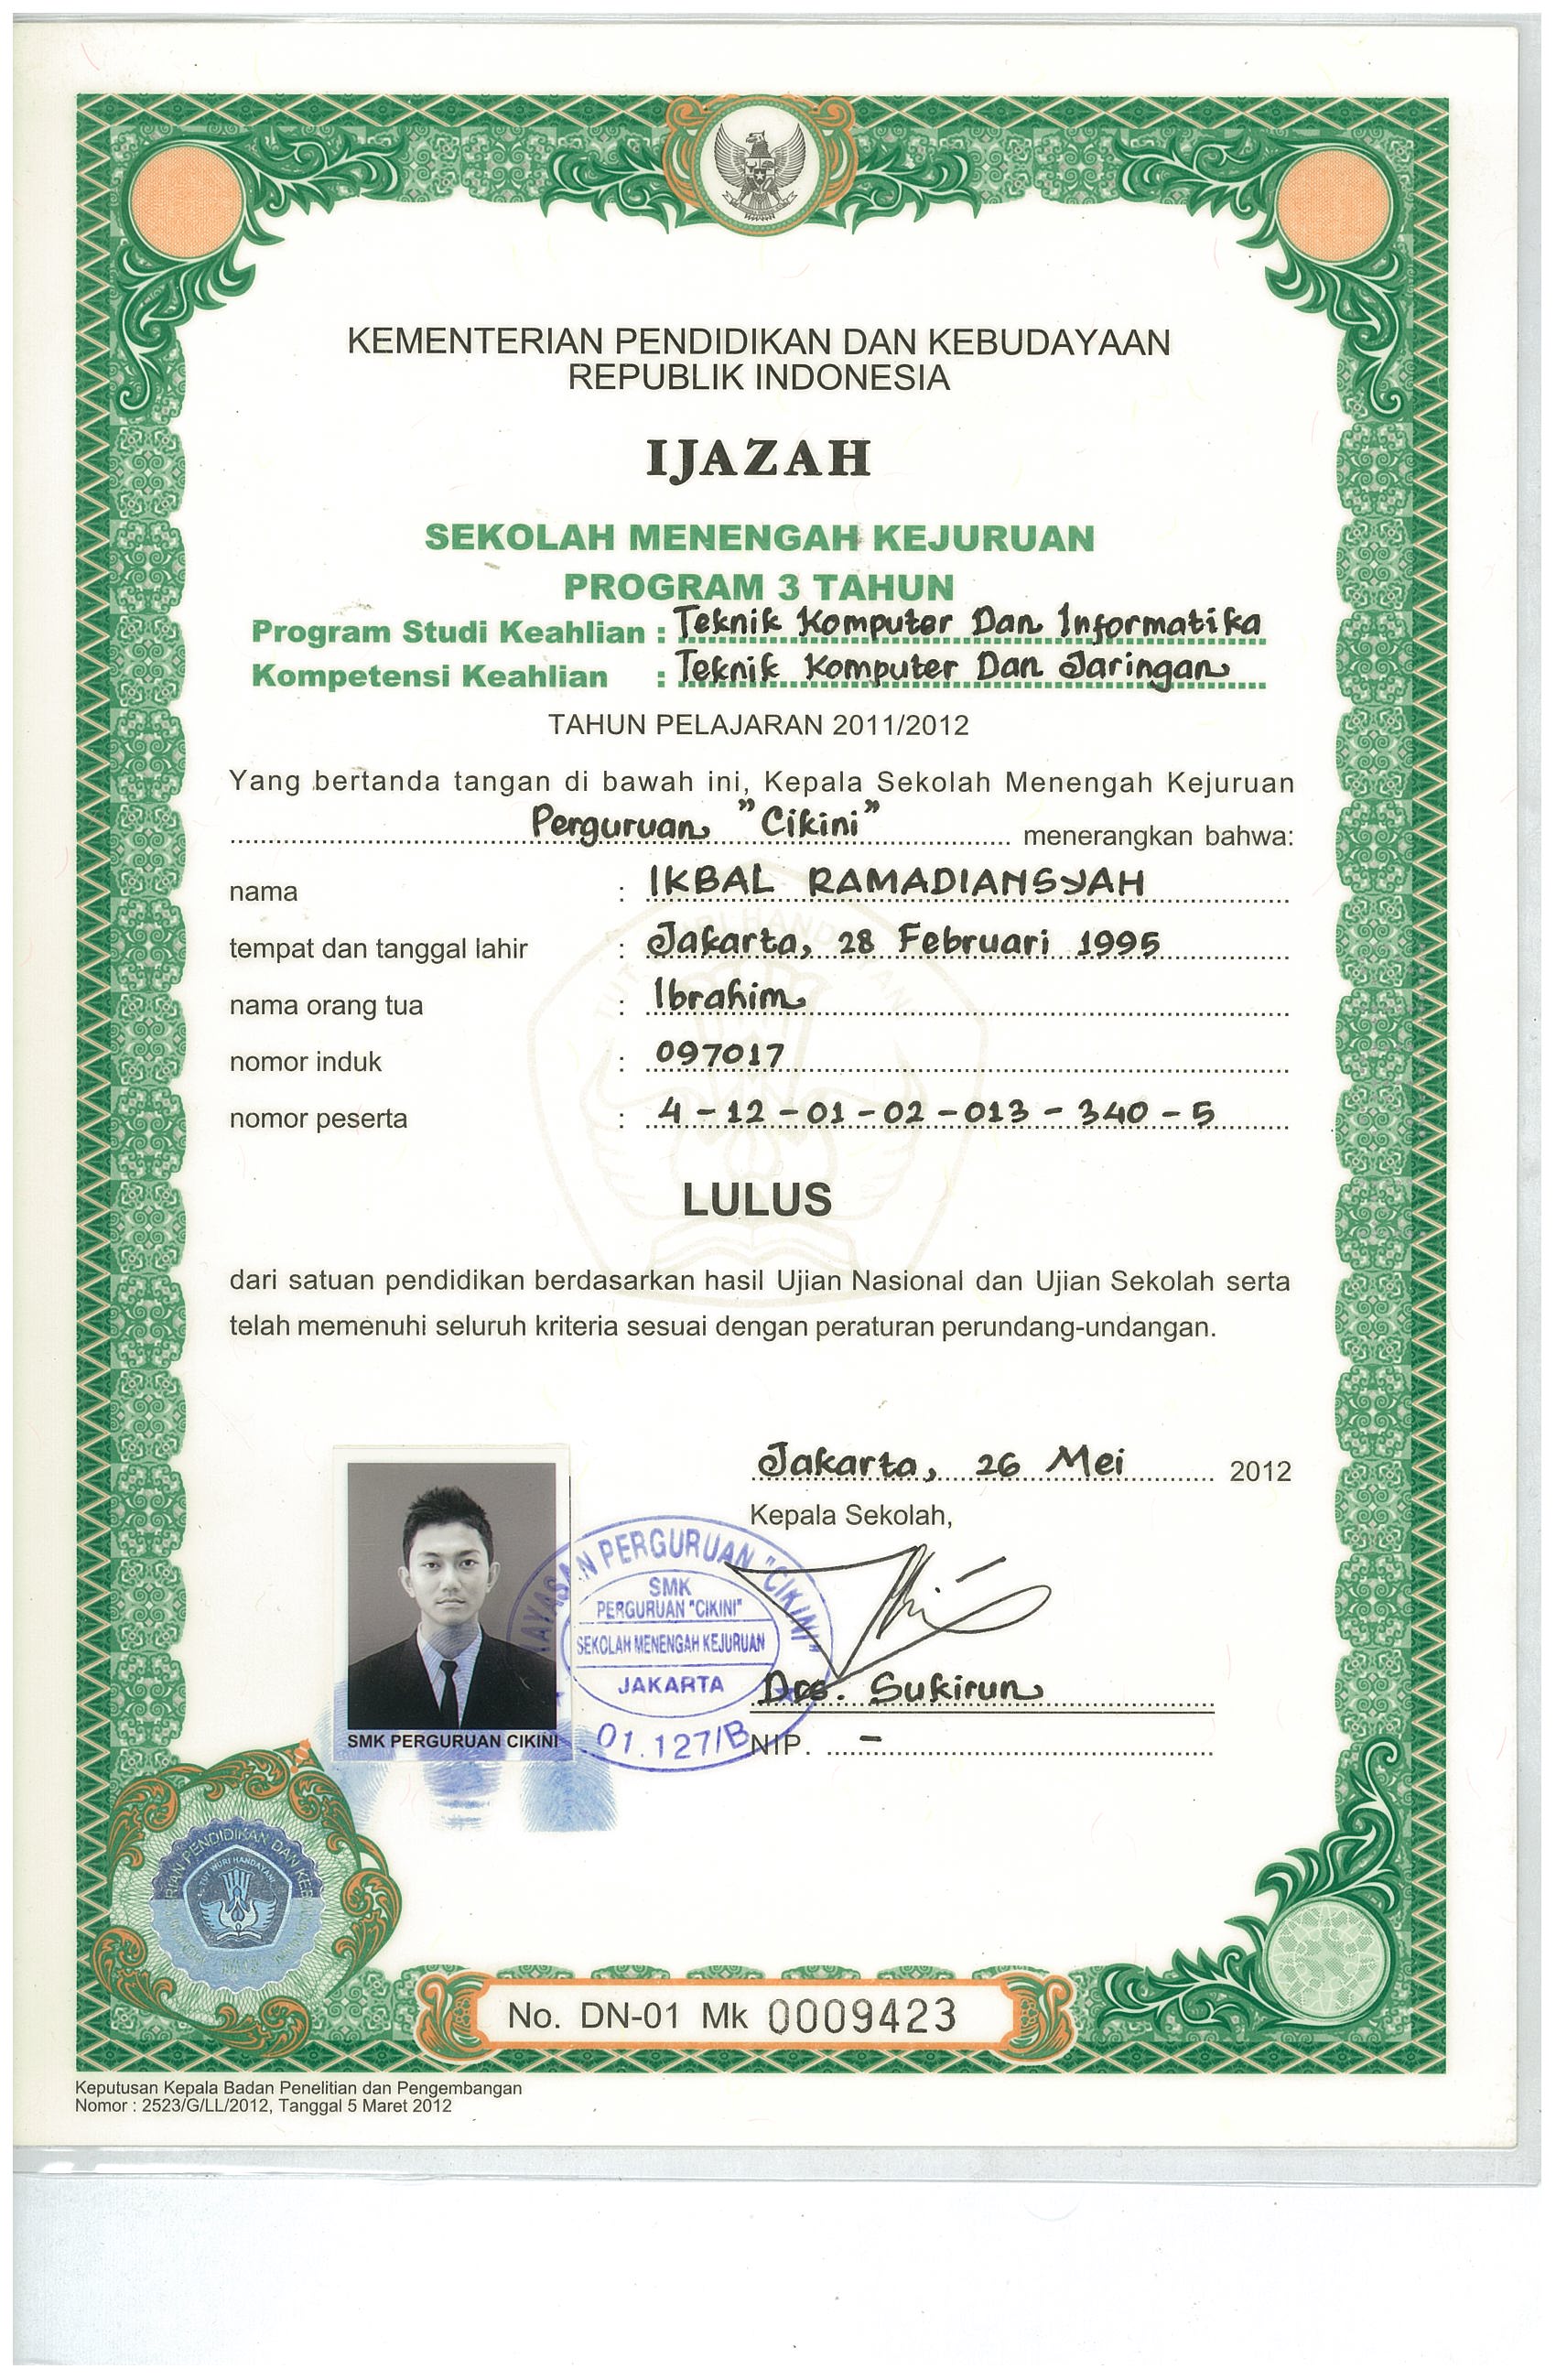 KEMENTERIAN PENDIDIKAN DAN KEBUDAYAAN
REPUBLIK INDONESIA
IJAZAH
SEKOLAH MENENGAH KEJURUAN
PROGRAM 3 TAHUN
Program Studi Keahlian : Teknik Komputer Dan Informatika
Kompetensi Keahlian : Teknik Komputer Dan Jaringan
TAHUN PELAJARAN 2011/2012
Yang bertanda tangan di bawah ini, Kepala Sekolah Menengah Kejuruan
Perguruan "Cikini" menerangkan bahwa:
nama : IKBAL RAMADIANSYAH
tempat dan tanggal lahir : Jakarta, 28 Februari 1995
nama orang tua : Ibrahim
nomor induk : 097017
nomor peserta : 4 - 12 - 01 - 02 - 013 - 340 - 5
LULUS
dari satuan pendidikan berdasarkan hasil Ujian Nasional dan Ujian Sekolah serta
telah memenuhi seluruh kriteria sesuai dengan peraturan perundang-undangan.
Jakarta, 26 Mei 2012
Kepala Sekolah,
YAYASAN PERGURUAN "CIKINI"
SMK
PERGURUAN "CIKINI"
SEKOLAH MENENGAH KEJURUAN
JAKARTA
01.127/B
Drs. Sukirun
NIP. -
SMK PERGURUAN CIKINI
PENDIDIKAN DAN
TUT WURI HANDAYANI
No. DN-01 Mk 0009423
Keputusan Kepala Badan Penelitian dan Pengembangan
Nomor : 2523/G/LL/2012, Tanggal 5 Maret 2012